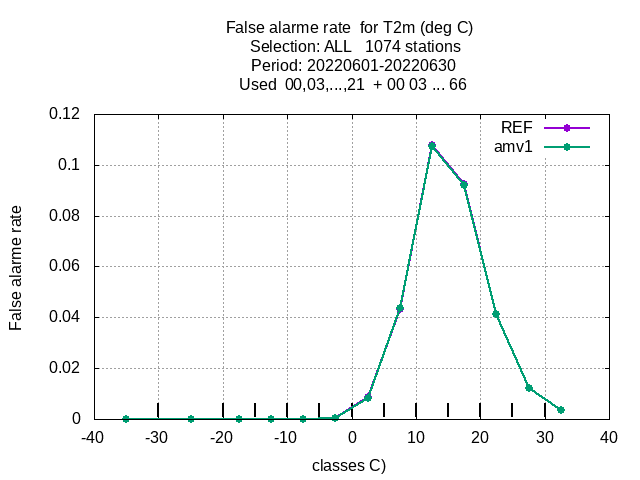 False alarme rate  for T2m (deg C)
Selection: ALL   1074 stations
Period: 20220601-20220630
Used  00,03,...,21  + 00 03 ... 66
REF
amv1
False alarme rate
0.12
0.1
0.08
0.06
0.04
0.02
0
-40 -30 -20 -10 0 10 20 30 40
classes C)